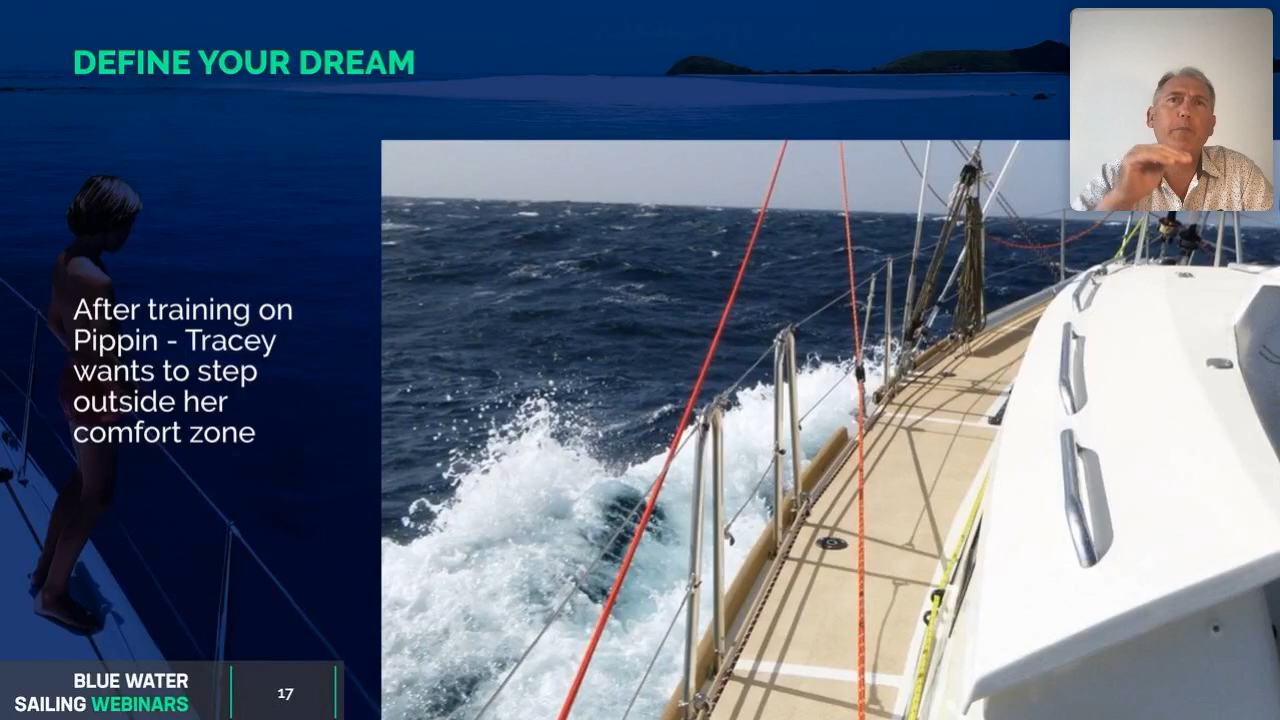 DEFINE YOUR DREAM
After training on
Pippin - Tracey
wants to step
outside her
comfort zone
BLUE WATER
SAILING WEBINARS
17